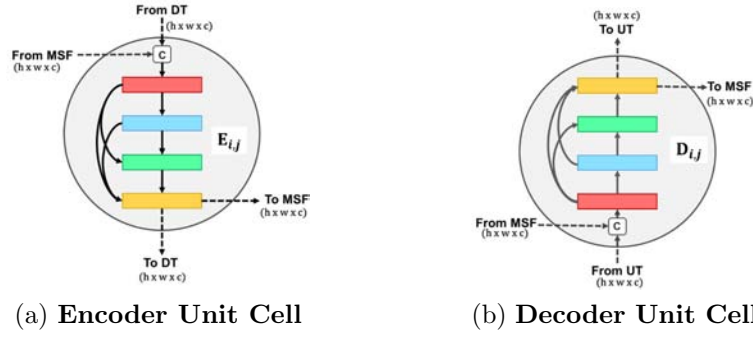 From DT
(h x w x c)
From MSF
(h x w x c)
C
E_{i,j}
To MSF
(h x w x c)
To DT
(h x w x c)
(a) Encoder Unit Cell
(h x w x c)
To UT
To MSF
(h x w x c)
D_{i,j}
From MSF
(h x w x c)
C
From UT
(h x w x c)
(b) Decoder Unit Cell